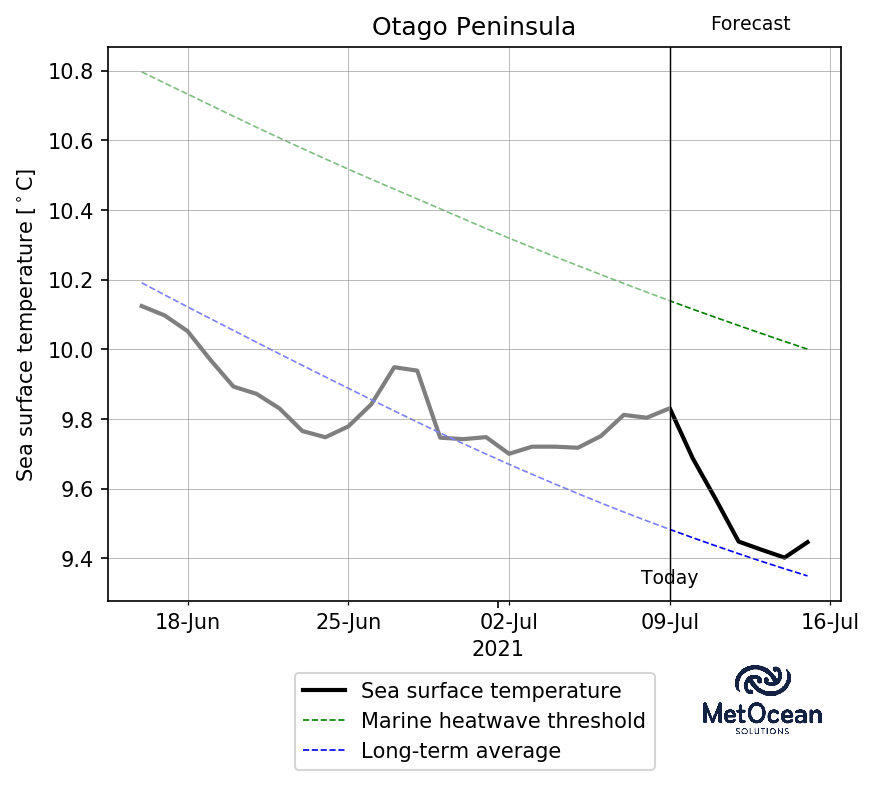 Otago Peninsula
Forecast
Sea surface temperature [°C]
10.8
10.6
10.4
10.2
10.0
9.8
9.6
9.4
Today
18-Jun 25-Jun 02-Jul 09-Jul 16-Jul
2021
Sea surface temperature
Marine heatwave threshold
Long-term average
MetOcean
SOLUTIONS